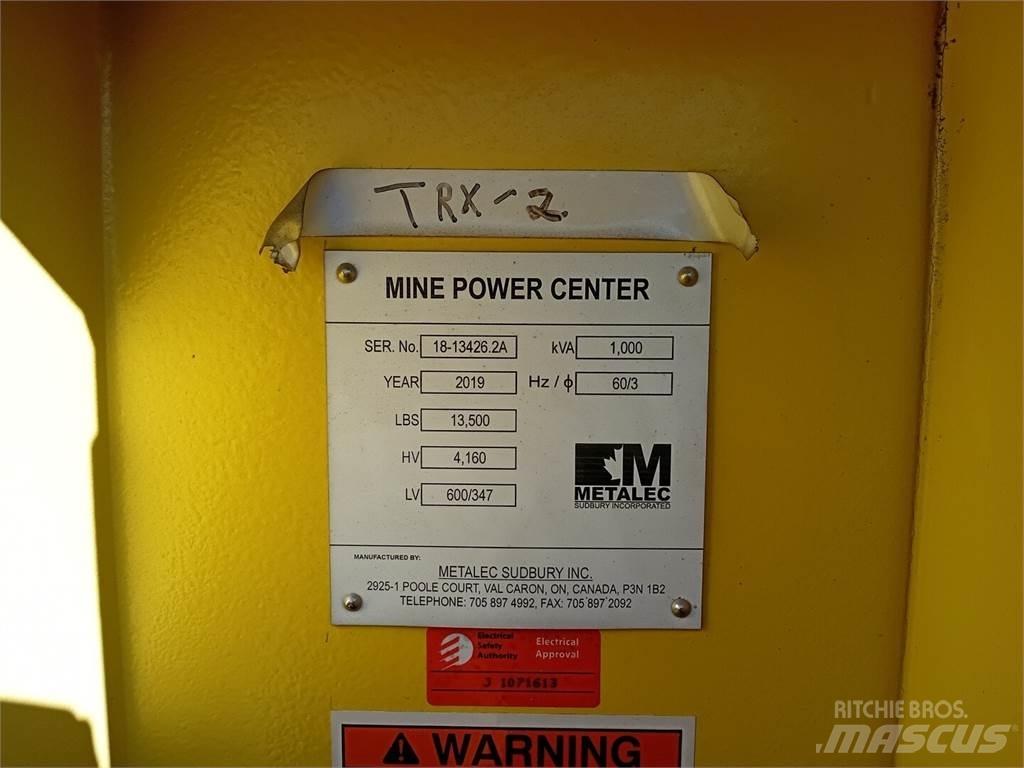 TRX-2.
MINE POWER CENTER
SER. No. 18-13426.2A kVA 1,000
YEAR 2019 Hz / ϕ 60/3
LBS 13,500
HV 4,160
LV 600/347
EM
METALEC
SUDBURY INCORPORATED
MANUFACTURED BY:
METALEC SUDBURY INC.
2925-1 POOLE COURT, VAL CARON, ON, CANADA, P3N 1B2
TELEPHONE: 705 897 4992, FAX: 705 897 2092
Electrical Safety Authority
Electrical Approval
J 1071613
WARNING
RITCHIE BROS.
MASCUS